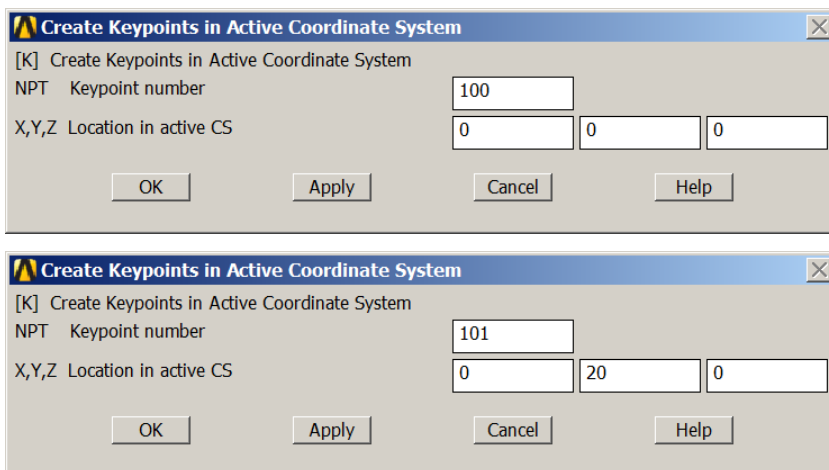 Create Keypoints in Active Coordinate System
[K] Create Keypoints in Active Coordinate System
NPT Keypoint number 100
X,Y,Z Location in active CS 0 0 0
OK Apply Cancel Help
Create Keypoints in Active Coordinate System
[K] Create Keypoints in Active Coordinate System
NPT Keypoint number 101
X,Y,Z Location in active CS 0 20 0
OK Apply Cancel Help